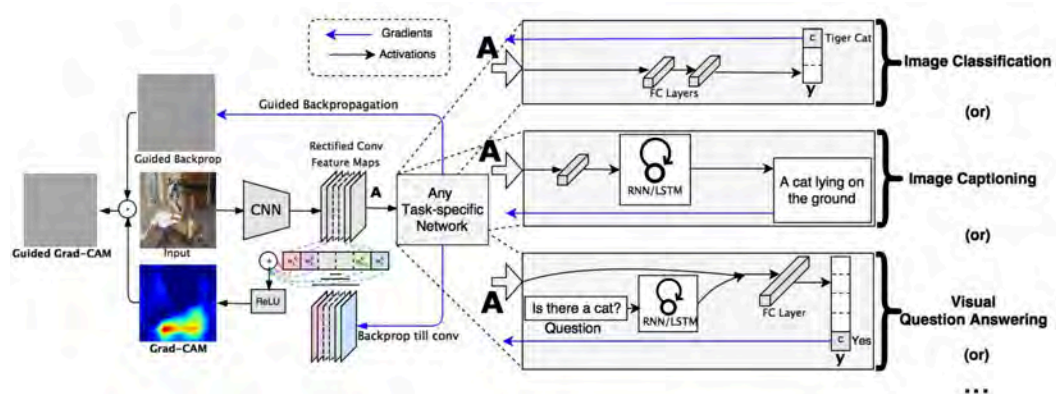 Gradients
Activations
Guided Backpropagation
Guided Backprop
Rectified Conv
Feature Maps
A
CNN
Any
Task-specific
Network
Guided Grad-CAM
Input
ReLU
Grad-CAM
Backprop till conv
A
c
Tiger Cat
FC Layers
y
Image Classification
(or)
A
RNN/LSTM
A cat lying on
the ground
Image Captioning
(or)
A
Is there a cat?
Question
RNN/LSTM
FC Layer
c
Yes
y
Visual
Question Answering
(or)
...